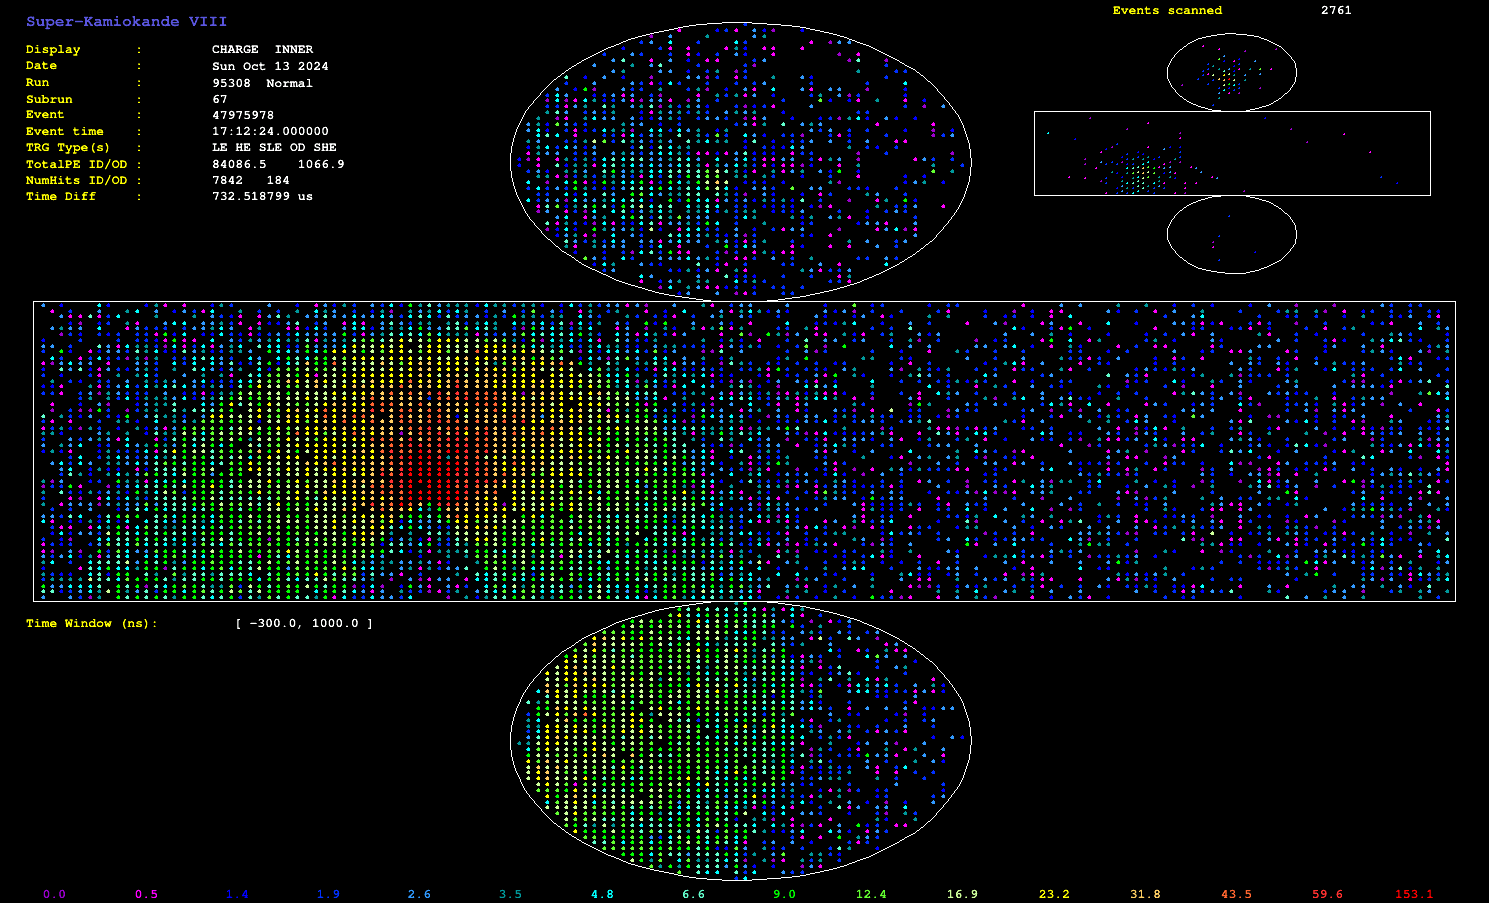 Super-Kamiokande VIII
Display : CHARGE INNER
Date : Sun Oct 13 2024
Run : 95308 Normal
Subrun : 67
Event : 47975978
Event time : 17:12:24.000000
TRG Type(s) : LE HE SLE OD SHE
TotalPE ID/OD : 84086.5 1066.9
NumHits ID/OD : 7842 184
Time Diff : 732.518799 us
Events scanned 2761
Time Window (ns): [ -300.0, 1000.0 ]
0.0 0.5 1.4 1.9 2.6 3.5 4.8 6.6 9.0 12.4 16.9 23.2 31.8 43.5 59.6 153.1